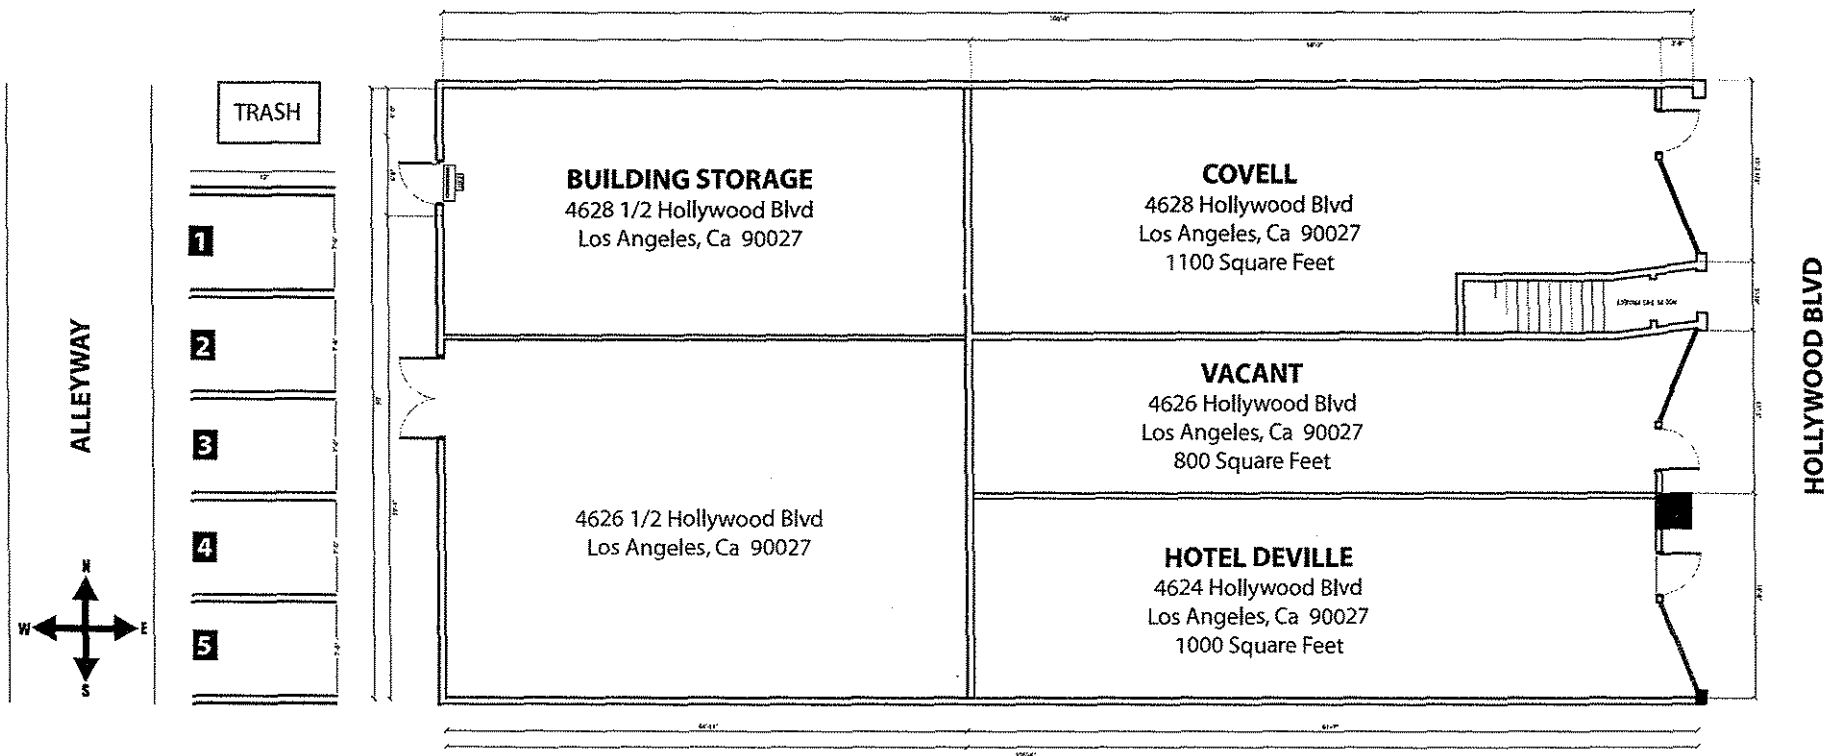 TRASH
BUILDING STORAGE
4628 1/2 Hollywood Blvd
Los Angeles, Ca 90027
COVELL
4628 Hollywood Blvd
Los Angeles, Ca 90027
1100 Square Feet
1
2
3
4
5
ALLEYWAY
N
W
E
S
VACANT
4626 Hollywood Blvd
Los Angeles, Ca 90027
800 Square Feet
4626 1/2 Hollywood Blvd
Los Angeles, Ca 90027
HOTEL DEVILLE
4624 Hollywood Blvd
Los Angeles, Ca 90027
1000 Square Feet
HOLLYWOOD BLVD